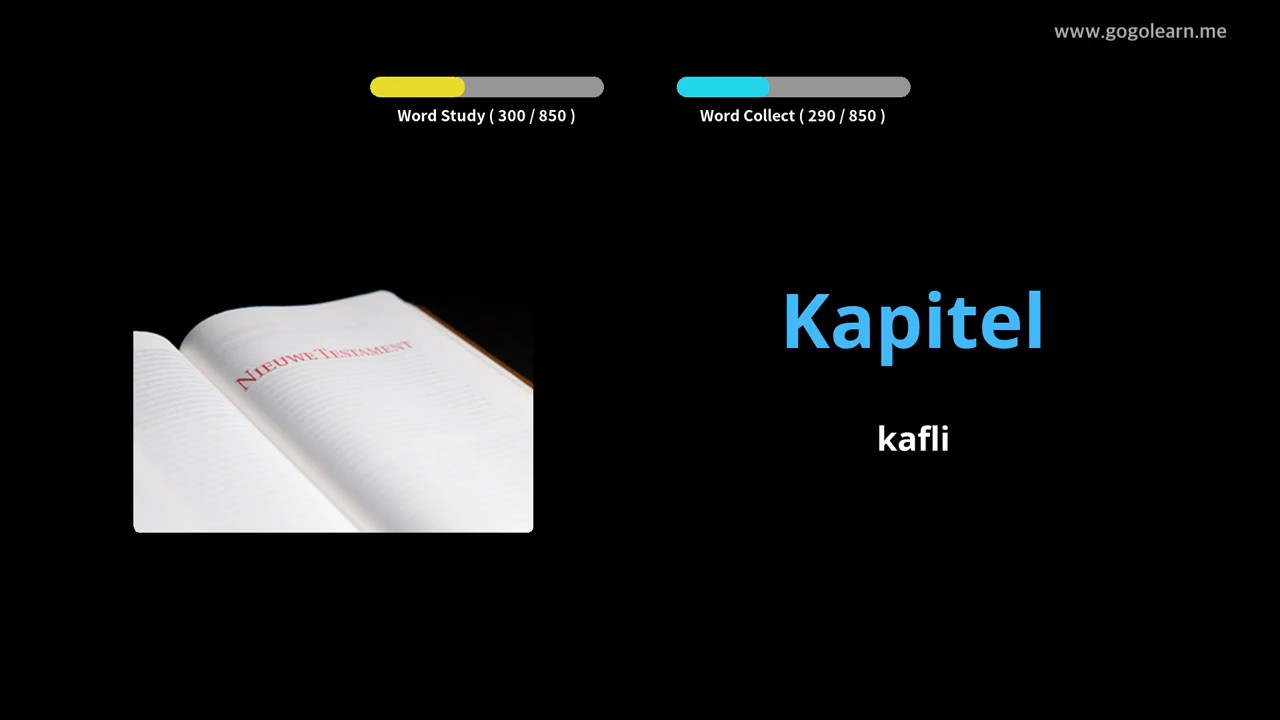 www.gogolearn.me
Word Study ( 300 / 850 )
Word Collect ( 290 / 850 )
NIEUWE TESTAMENT
Kapitel
kafli